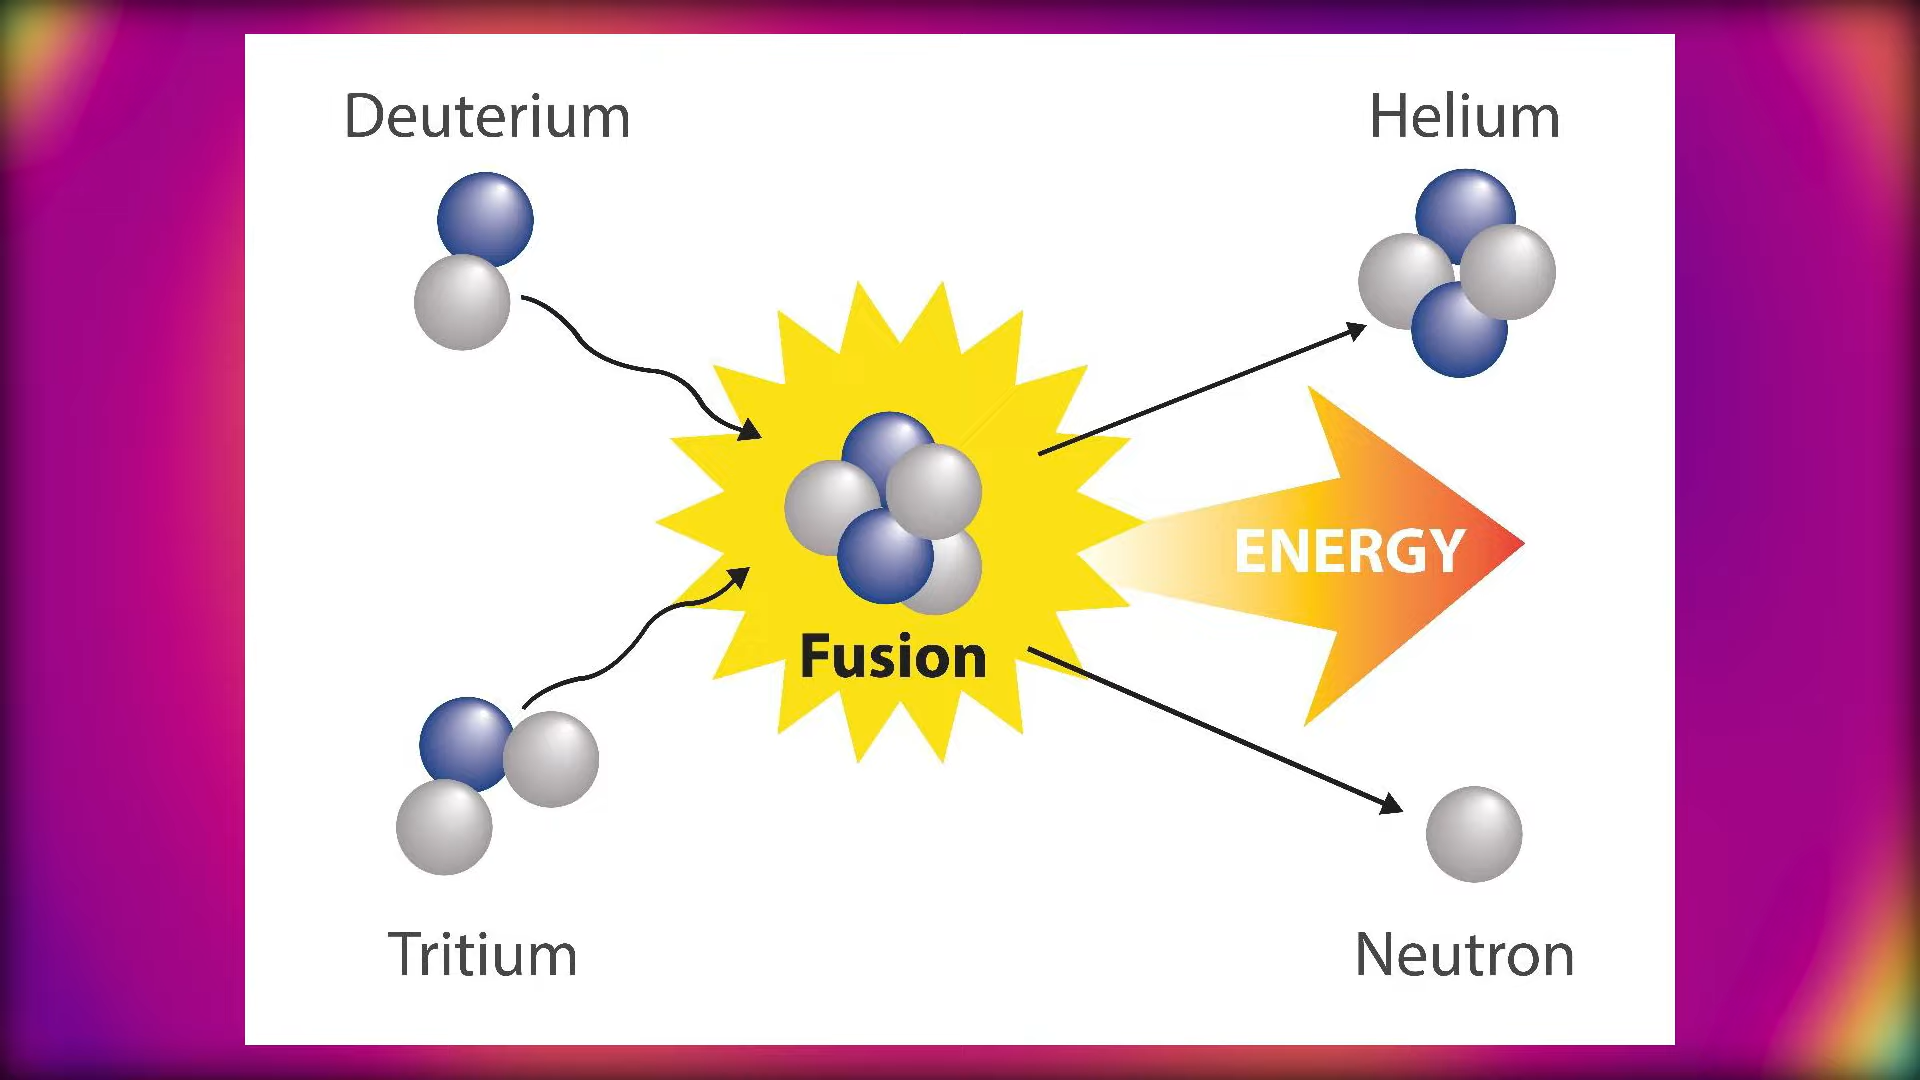 Deuterium
Helium
ENERGY
Fusion
Tritium
Neutron